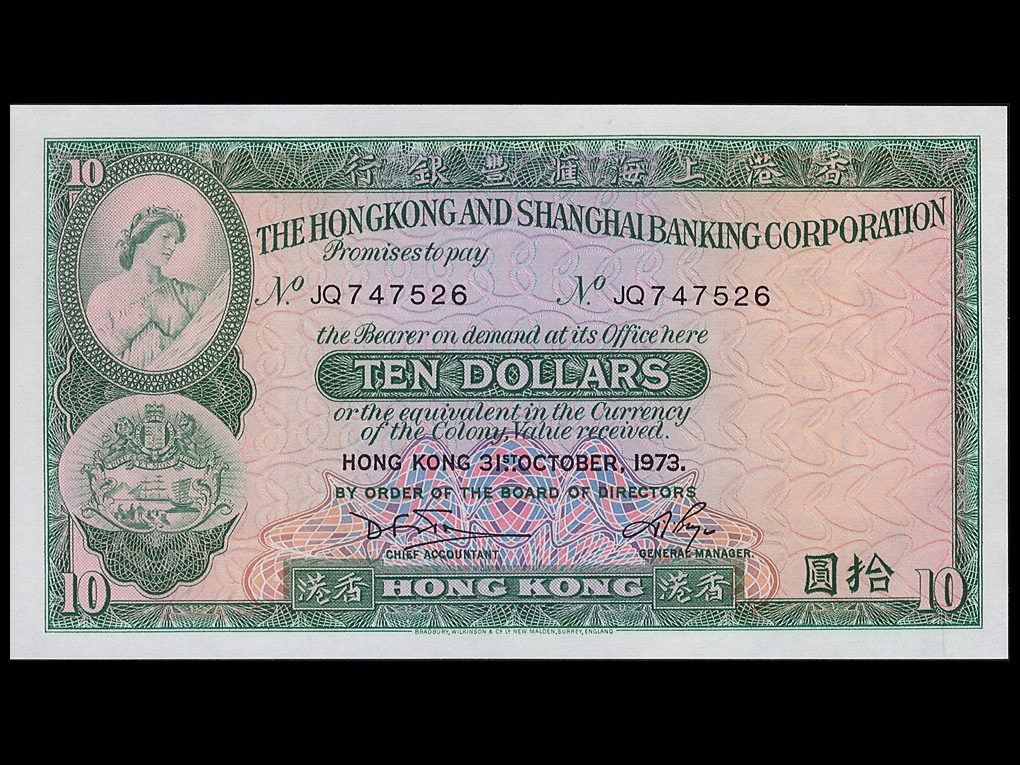 10
行銀豐滙海上港香
THE HONGKONG AND SHANGHAI BANKING CORPORATION
Promises to pay
No. JQ747526 No. JQ747526
the Bearer on demand at its Office here
TEN DOLLARS
or the equivalent in the Currency
of the Colony Value received.
HONG KONG 31ST OCTOBER, 1973.
BY ORDER OF THE BOARD OF DIRECTORS
CHIEF ACCOUNTANT. GENERAL MANAGER.
圓拾
10 港香 HONG KONG 港香 10
BRADBURY, WILKINSON & Co Ld NEW MALDEN, SURREY, ENGLAND